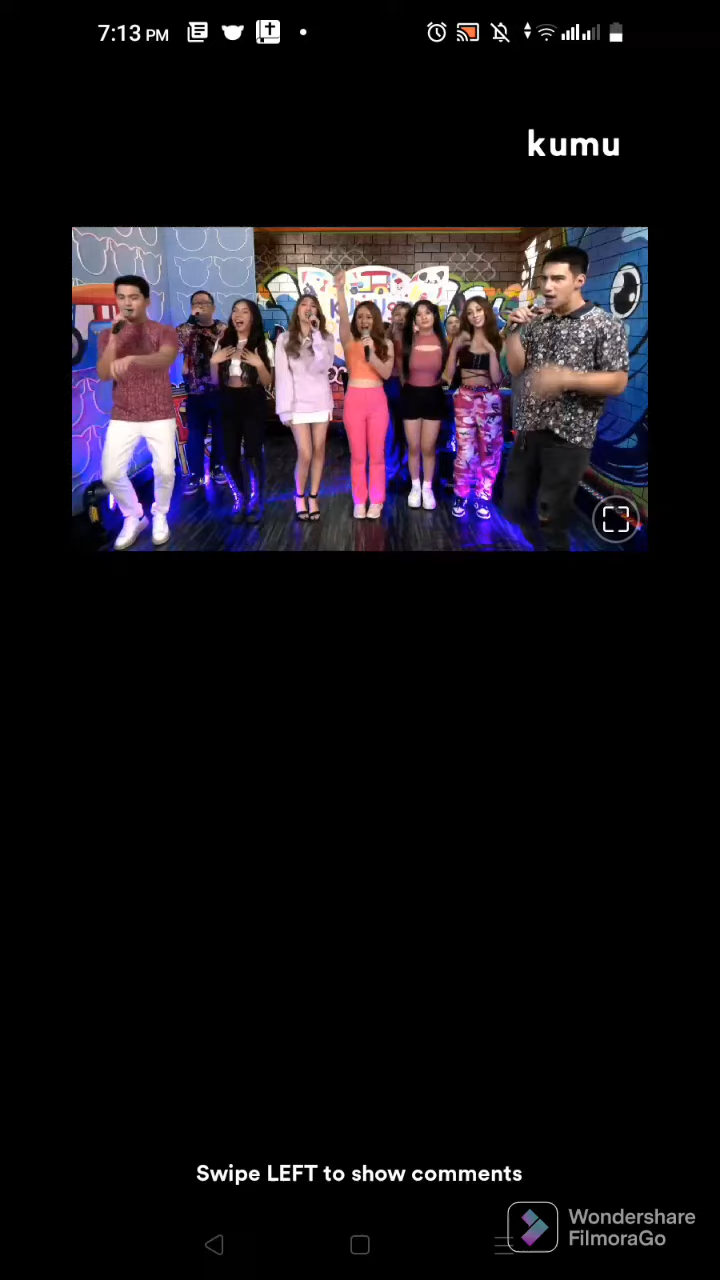 7:13 PM
kumu
Swipe LEFT to show comments
Wondershare
FilmoraGo